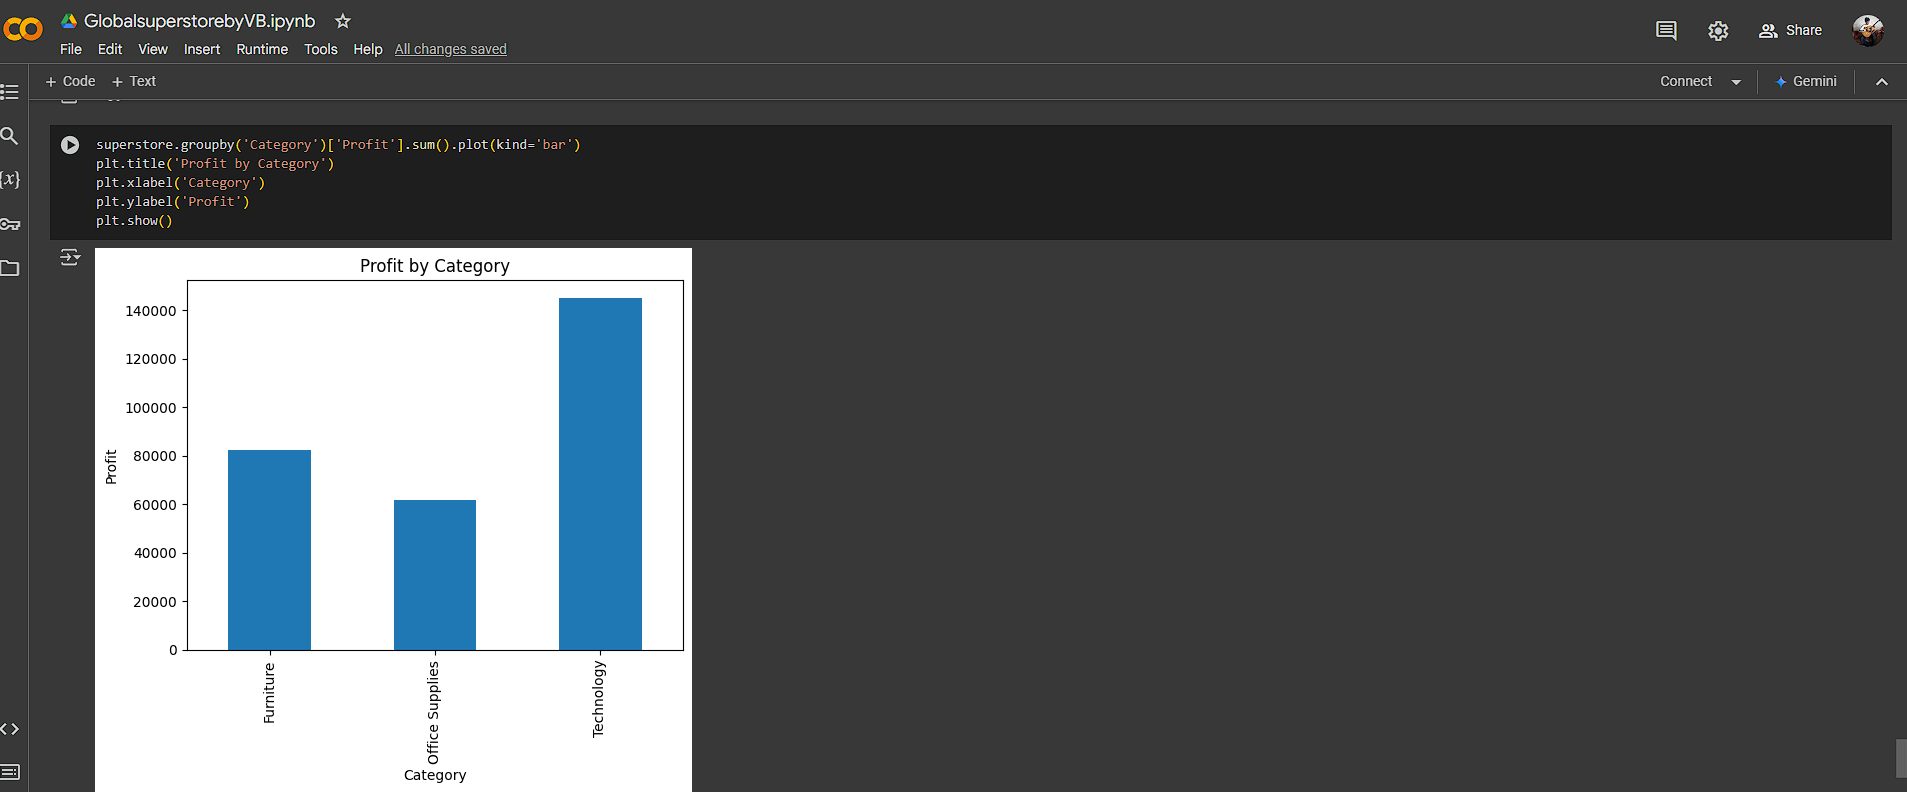 GlobalsuperstorebyVB.ipynb
File Edit View Insert Runtime Tools Help All changes saved
Share
+ Code + Text
Connect
Gemini
{x}
superstore.groupby('Category')['Profit'].sum().plot(kind='bar')
plt.title('Profit by Category')
plt.xlabel('Category')
plt.ylabel('Profit')
plt.show()
Profit by Category
140000
120000
100000
80000
60000
40000
20000
0
Profit
Furniture
Office Supplies
Technology
Category